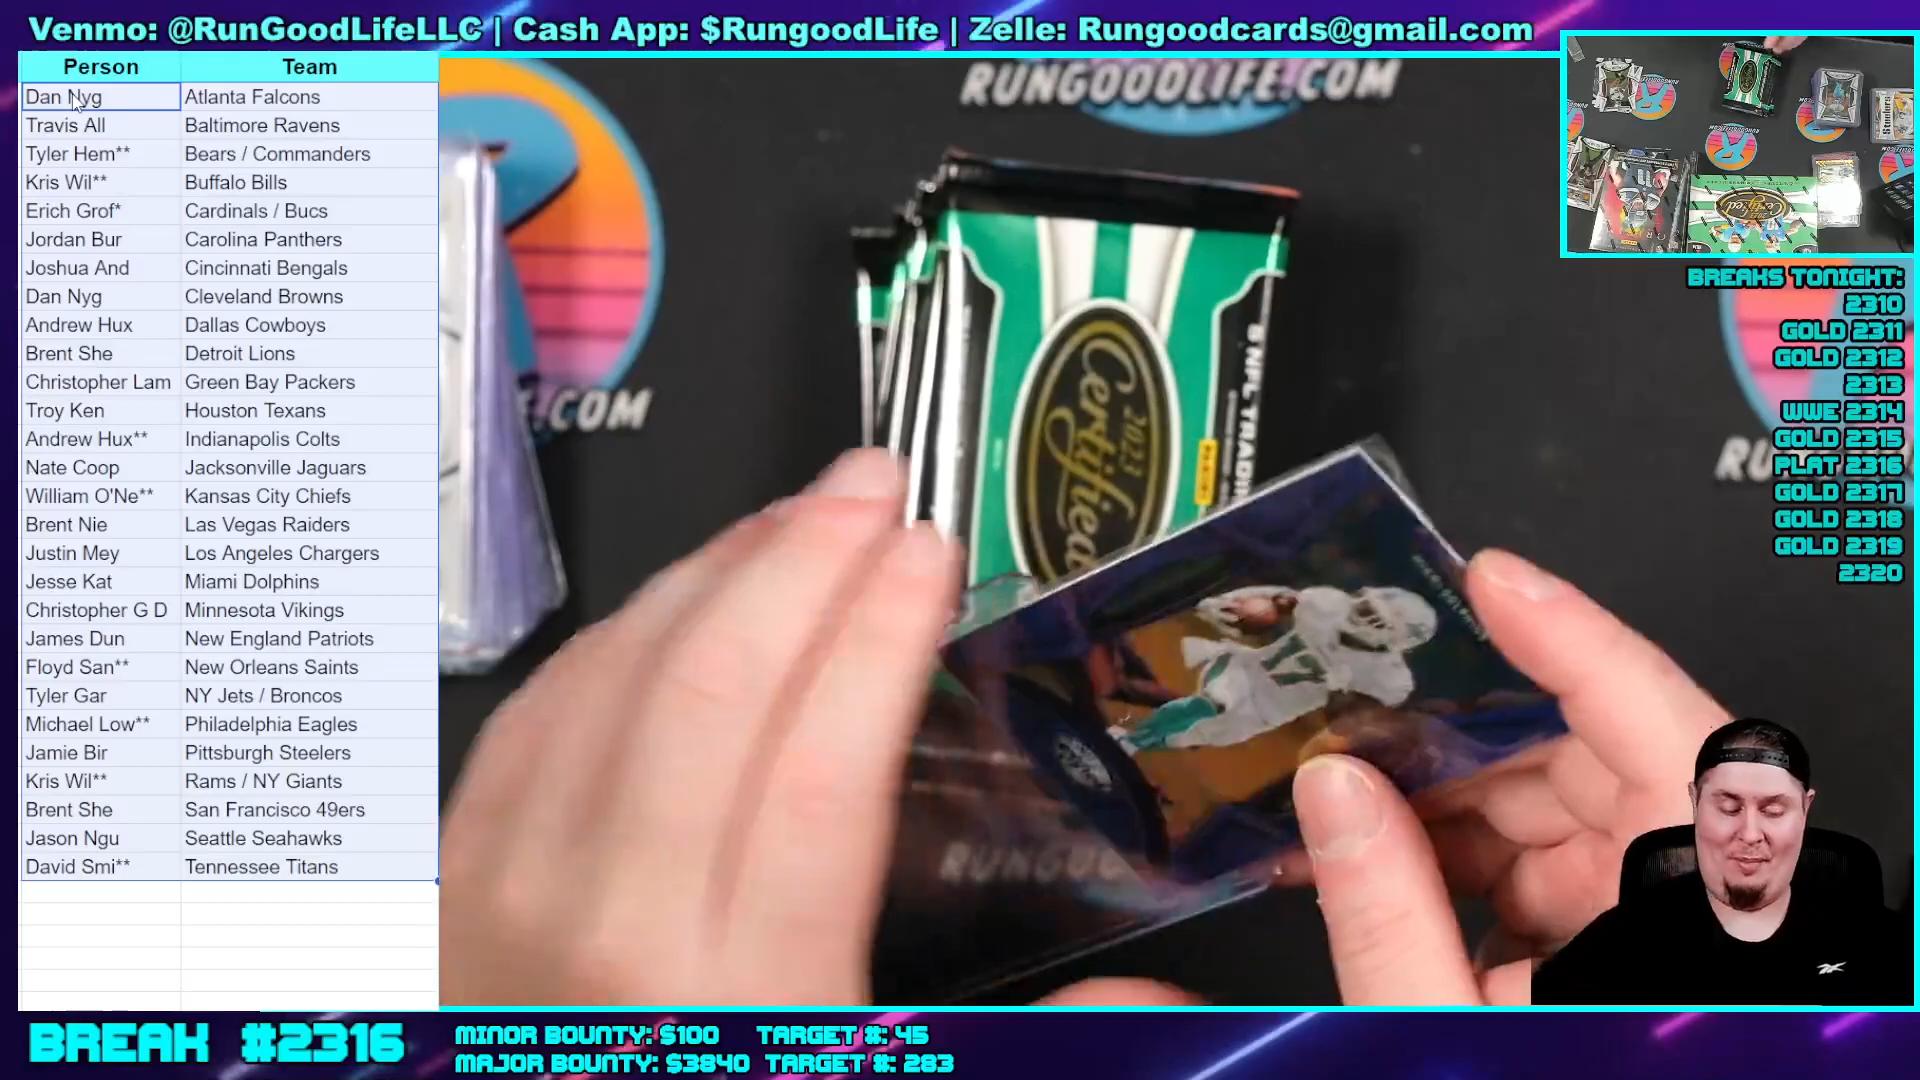 Venmo: @RunGoodLifeLLC | Cash App: $RungoodLife | Zelle: Rungoodcards@gmail.com
Person Team
Dan Nyg Atlanta Falcons
Travis All Baltimore Ravens
Tyler Hem** Bears / Commanders
Kris Wil** Buffalo Bills
Erich Grof* Cardinals / Bucs
Jordan Bur Carolina Panthers
Joshua And Cincinnati Bengals
Dan Nyg Cleveland Browns
Andrew Hux Dallas Cowboys
Brent She Detroit Lions
Christopher Lam Green Bay Packers
Troy Ken Houston Texans
Andrew Hux** Indianapolis Colts
Nate Coop Jacksonville Jaguars
William O'Ne** Kansas City Chiefs
Brent Nie Las Vegas Raiders
Justin Mey Los Angeles Chargers
Jesse Kat Miami Dolphins
Christopher G D Minnesota Vikings
James Dun New England Patriots
Floyd San** New Orleans Saints
Tyler Gar NY Jets / Broncos
Michael Low** Philadelphia Eagles
Jamie Bir Pittsburgh Steelers
Kris Wil** Rams / NY Giants
Brent She San Francisco 49ers
Jason Ngu Seattle Seahawks
David Smi** Tennessee Titans
RUNGOODLIFE.COM
2023
Certified
17
BREAKS TONIGHT:
2310
GOLD 2311
GOLD 2312
2313
WWE 2314
GOLD 2315
PLAT 2316
GOLD 2317
GOLD 2318
GOLD 2319
2320
BREAK #2316
MINOR BOUNTY: $100 TARGET #: 45
MAJOR BOUNTY: $3840 TARGET #: 283